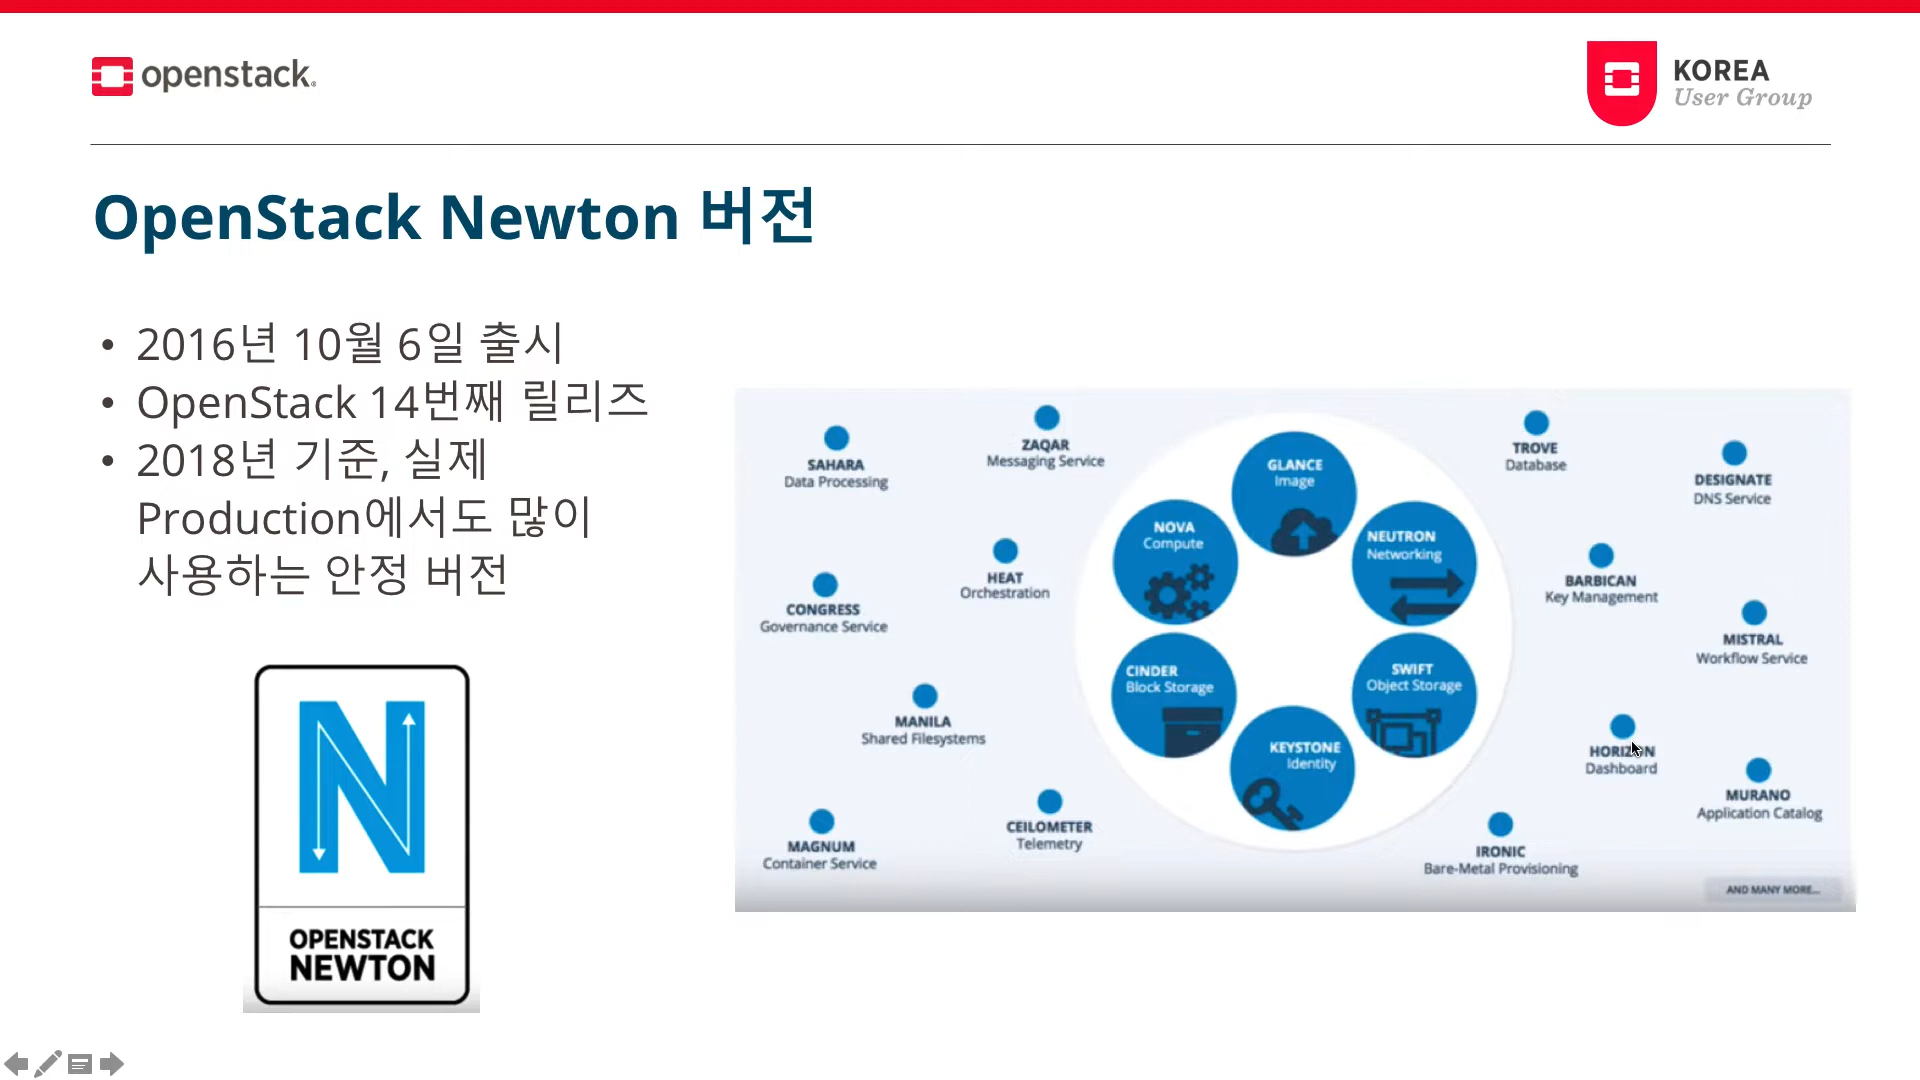 openstack.
KOREA
User Group
OpenStack Newton 버전
• 2016년 10월 6일 출시
• OpenStack 14번째 릴리즈
• 2018년 기준, 실제
Production에서도 많이
사용하는 안정 버전
N
OPENSTACK
NEWTON
SAHARA
Data Processing
ZAQAR
Messaging Service
GLANCE
Image
TROVE
Database
DESIGNATE
DNS Service
NOVA
Compute
NEUTRON
Networking
HEAT
Orchestration
BARBICAN
Key Management
CONGRESS
Governance Service
MISTRAL
Workflow Service
CINDER
Block Storage
SWIFT
Object Storage
MANILA
Shared Filesystems
KEYSTONE
Identity
HORIZON
Dashboard
MURANO
Application Catalog
CEILOMETER
Telemetry
MAGNUM
Container Service
IRONIC
Bare-Metal Provisioning
AND MANY MORE...